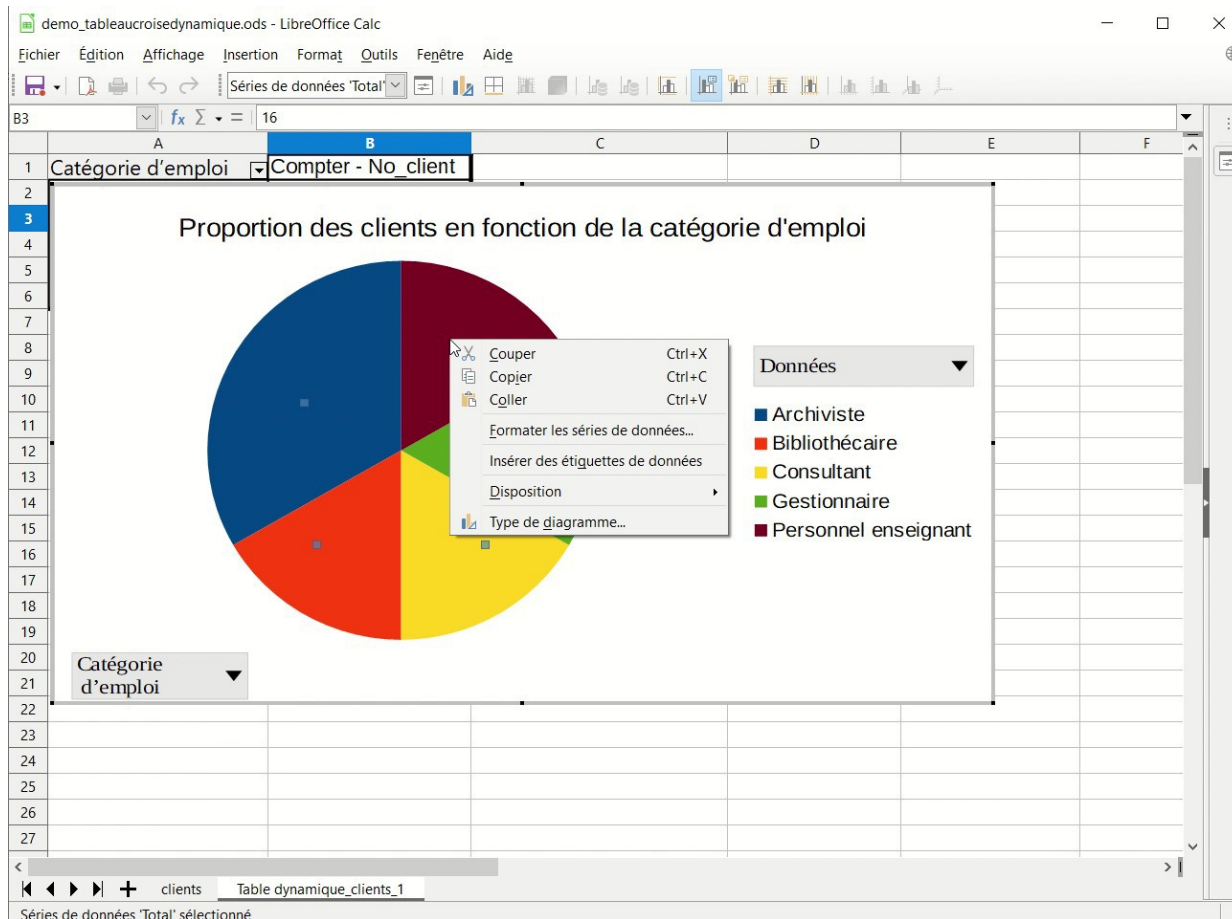 demo_tableaucroisedynamique.ods - LibreOffice Calc
Fichier Édition Affichage Insertion Format Outils Fenêtre Aide
Séries de données 'Total'
B3 fx Σ = 16
A B C D E F
1 Catégorie d'emploi Compter - No_client
2
3
4
5
6
7
8
9
10
11
12
13
14
15
16
17
18
19
20
21
22
23
24
25
26
27
Proportion des clients en fonction de la catégorie d'emploi
Couper Ctrl+X
Copier Ctrl+C
Coller Ctrl+V
Formater les séries de données...
Insérer des étiquettes de données
Disposition
Type de diagramme...
Données
Archiviste
Bibliothécaire
Consultant
Gestionnaire
Personnel enseignant
Catégorie
d’emploi
clients Table dynamique_clients_1
Séries de données 'Total' sélectionné